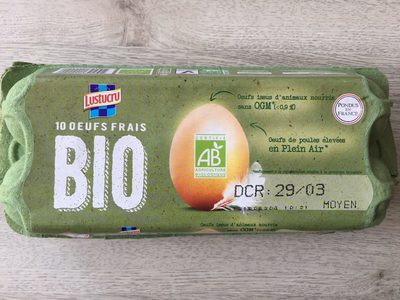 Lustucru
10 OEUFS FRAIS
BIO
Oeufs issus d'animaux nourris
sans OGM* (<0,9%)
PONDUS EN
FRANCE
Oeufs de poules élevées
en Plein Air*
CERTIFIÉ
AB
AGRICULTURE
BIOLOGIQUE
DCR: 29/03
MOYEN